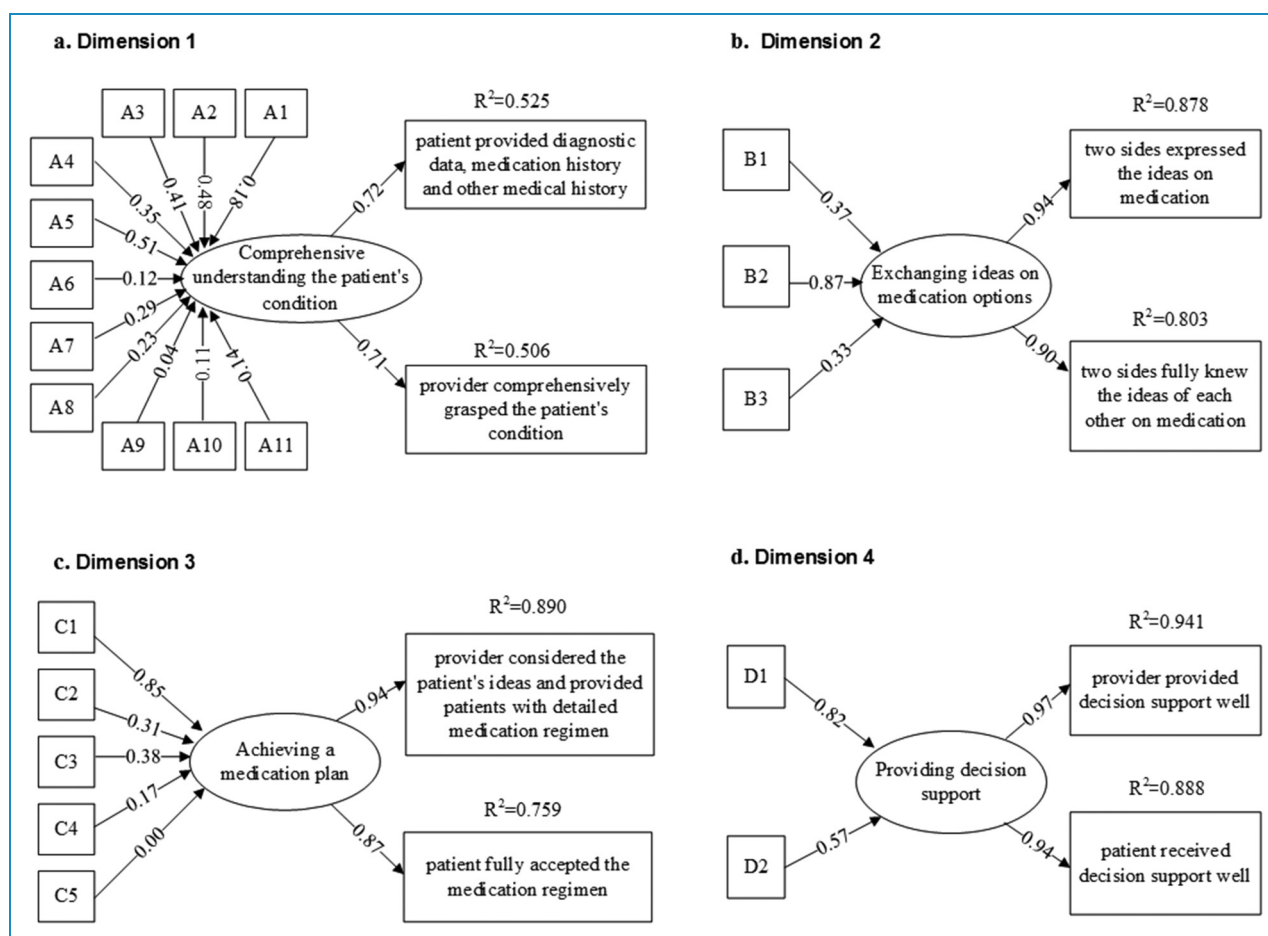 a. Dimension 1
A3
A2
A1
A4
A5
A6
A7
A8
A9
A10
A11
0.18
0.48
0.41
0.35
0.51
0.12
0.29
0.23
0.04
0.11
0.14
Comprehensive
understanding the patient's
condition
0.72
0.71
R²=0.525
patient provided diagnostic
data, medication history
and other medical history
R²=0.506
provider comprehensively
grasped the patient's
condition
b. Dimension 2
B1
B2
B3
0.37
0.87
0.33
Exchanging ideas on
medication options
0.94
0.90
R²=0.878
two sides expressed
the ideas on
medication
R²=0.803
two sides fully knew
the ideas of each
other on medication
c. Dimension 3
C1
C2
C3
C4
C5
0.85
0.31
0.38
0.17
0.00
Achieving a
medication plan
0.94
0.87
R²=0.890
provider considered the
patient's ideas and provided
patients with detailed
medication regimen
R²=0.759
patient fully accepted the
medication regimen
d. Dimension 4
D1
D2
0.82
0.57
Providing decision
support
0.97
0.94
R²=0.941
provider provided
decision support well
R²=0.888
patient received
decision support well